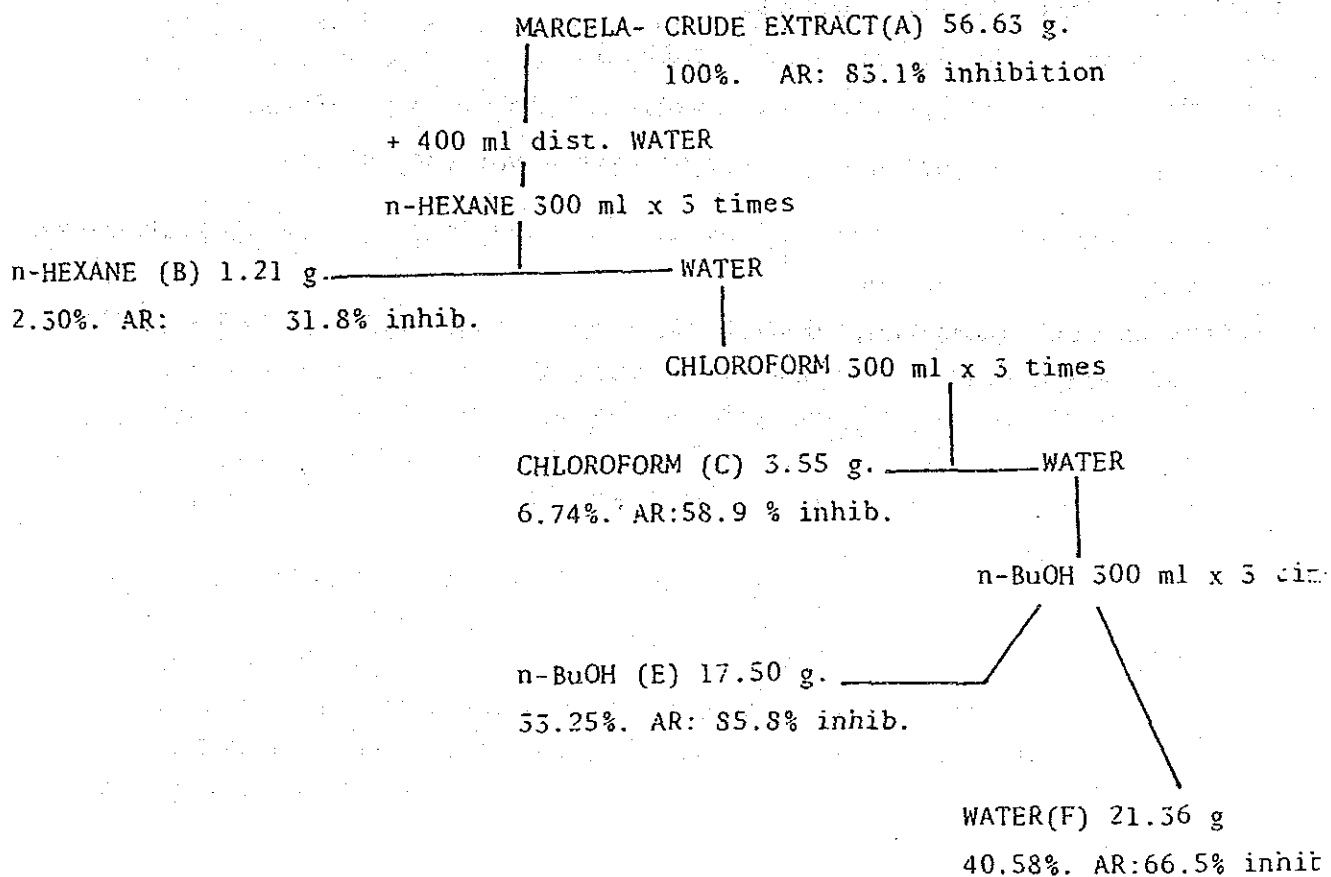 MARCELA- CRUDE EXTRACT(A) 56.63 g.
100%. AR: 83.1% inhibition
+ 400 ml dist. WATER
n-HEXANE 300 ml x 3 times
n-HEXANE (B) 1.21 g.
WATER
2.30%. AR: 31.8% inhib.
CHLOROFORM 300 ml x 3 times
CHLOROFORM (C) 3.55 g.
WATER
6.74%. AR:58.9 % inhib.
n-BuOH 300 ml x 3
n-BuOH (E) 17.50 g.
33.25%. AR: 85.8% inhib.
WATER(F) 21.36 g
40.58%. AR:66.5% inhib